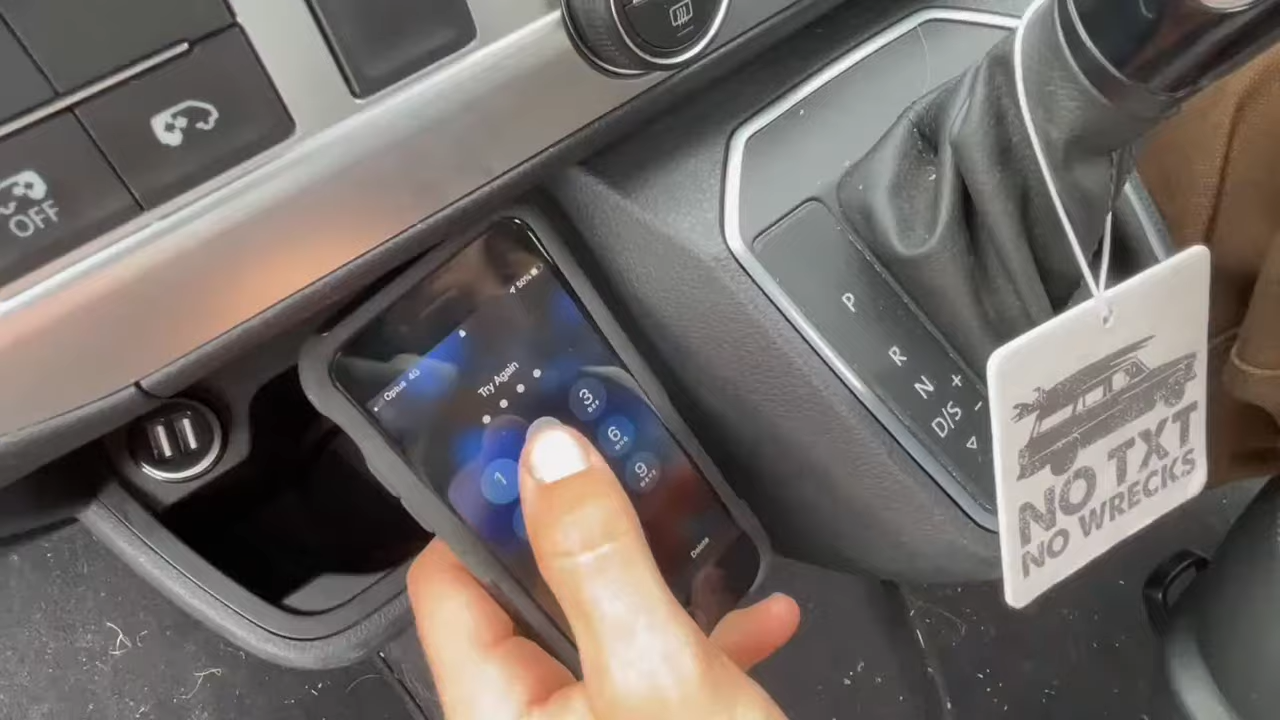 OFF
50%
Optus 4G
Try Again
1
3
DEF
6
MNO
9
WXYZ
Delete
P
R
N +
D/S -
NO TXT
NO WRECKS